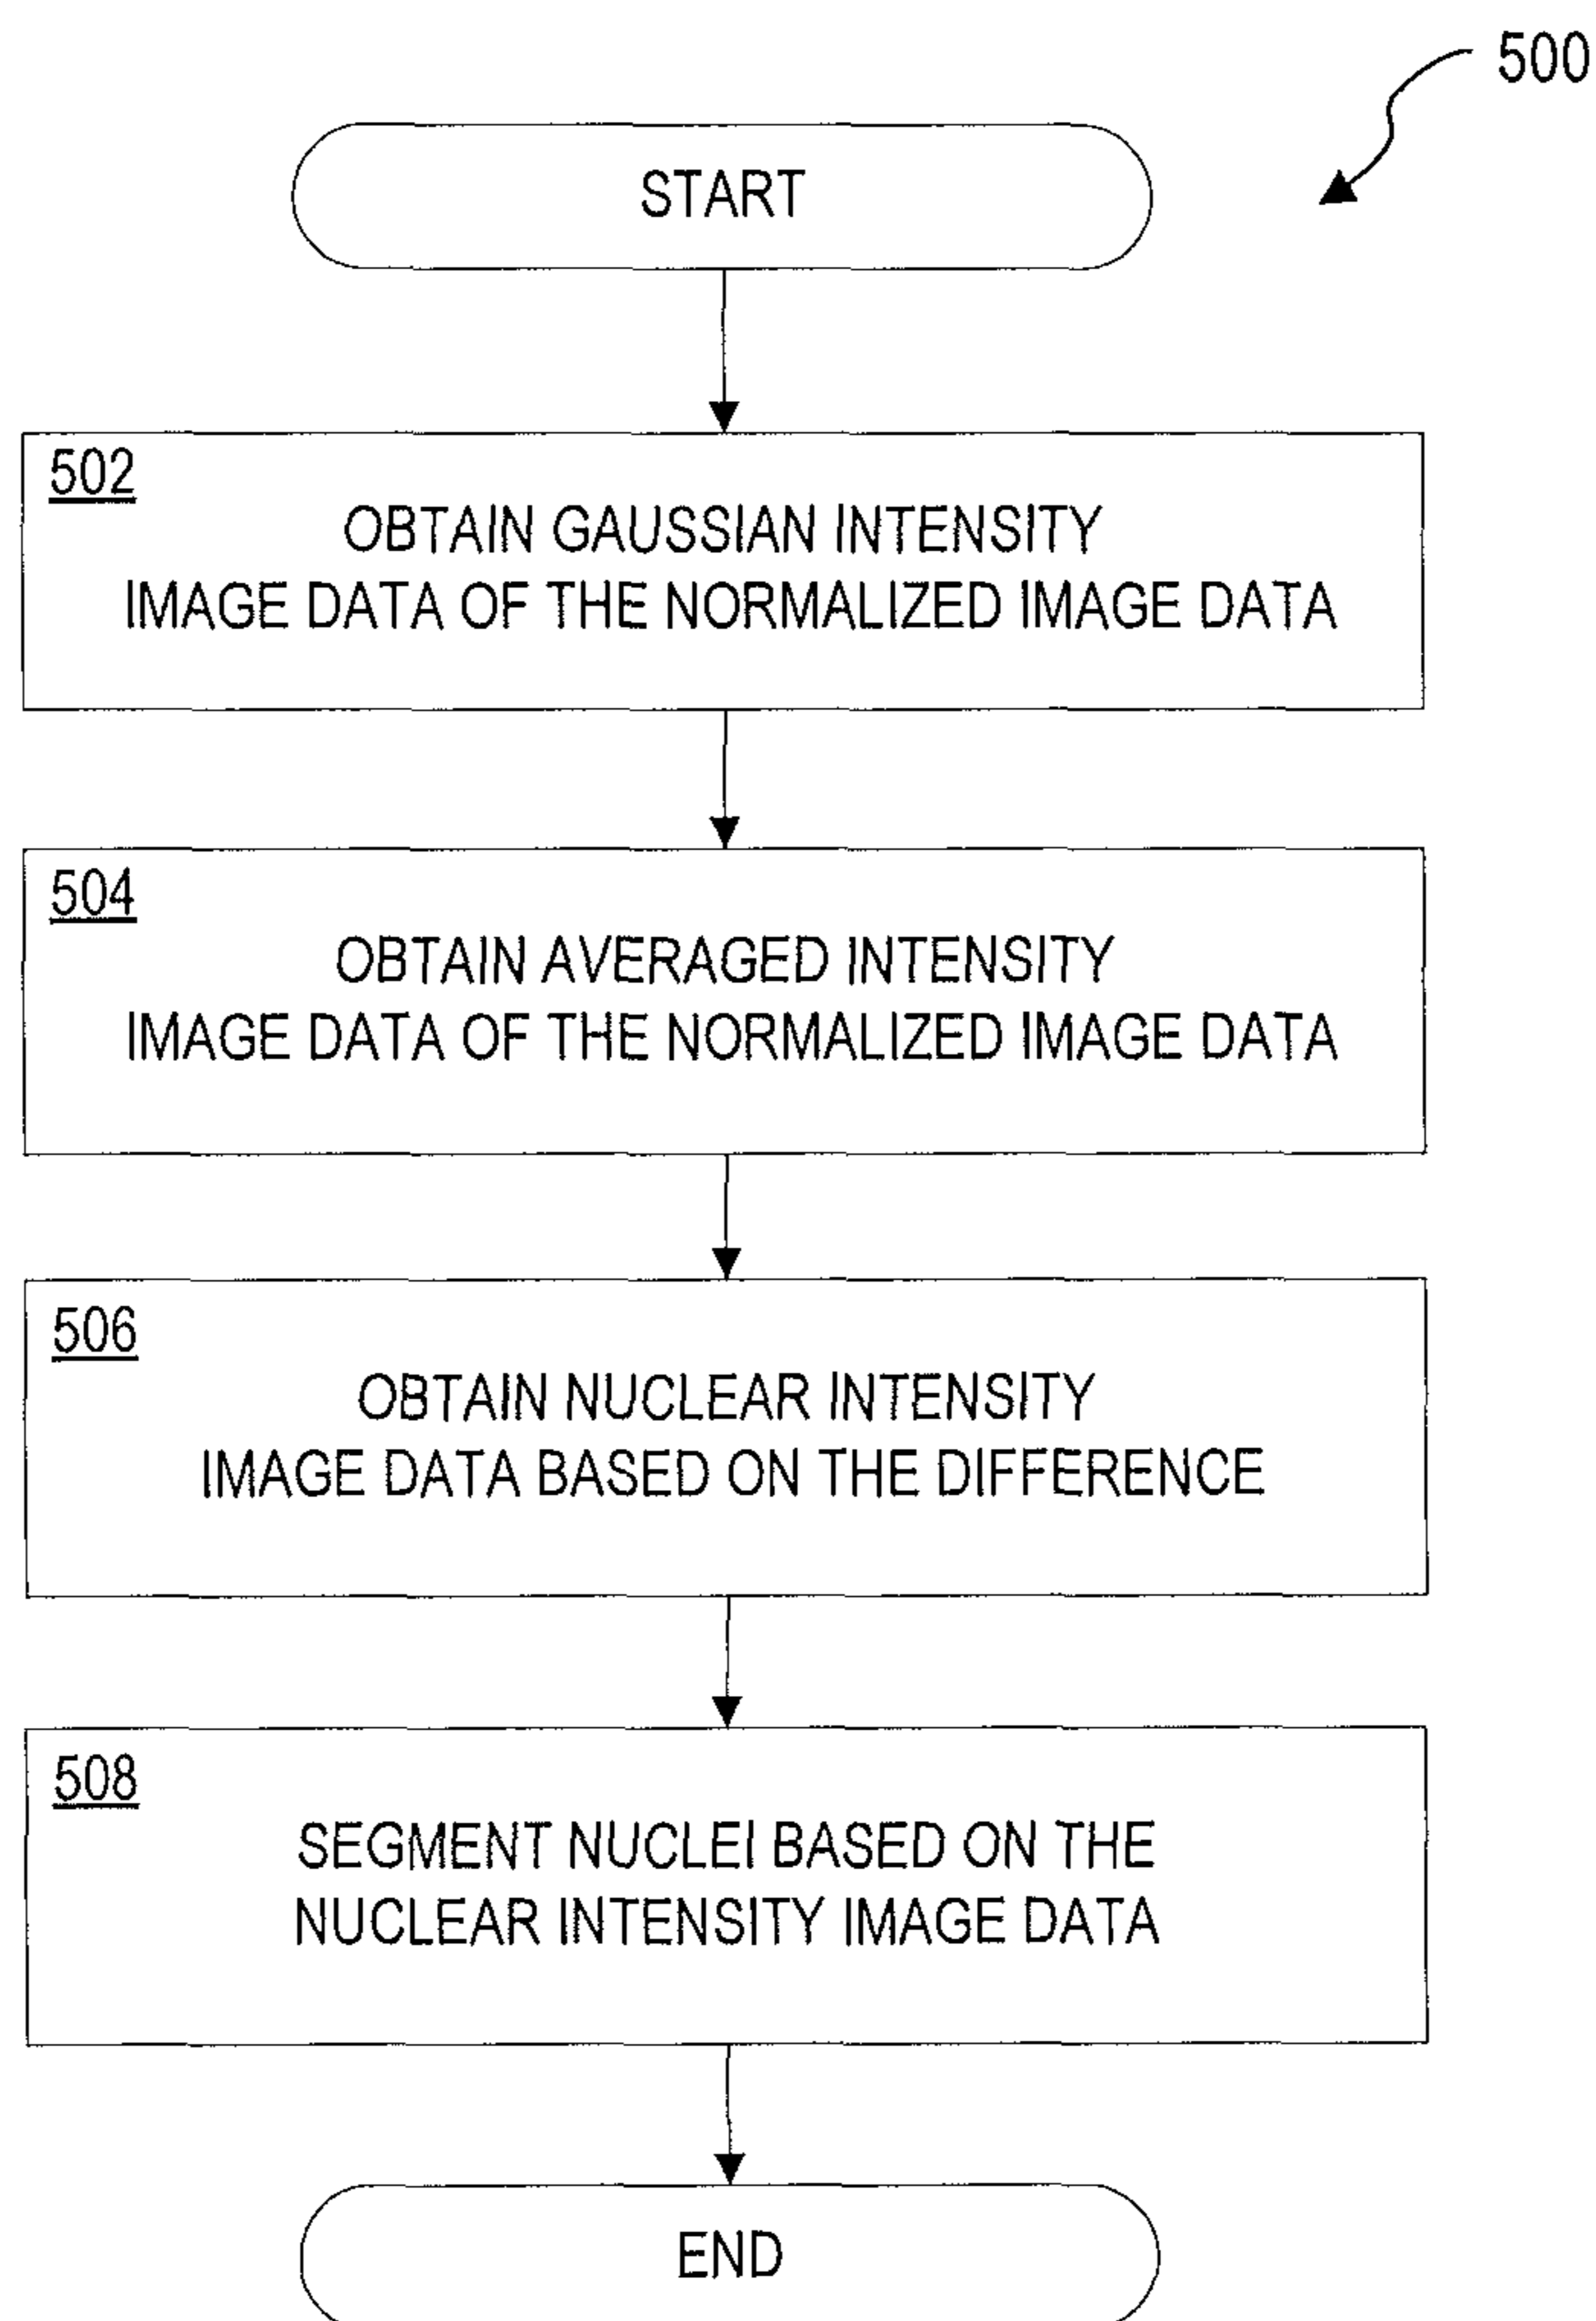 500
START
502
OBTAIN GAUSSIAN INTENSITY
IMAGE DATA OF THE NORMALIZED IMAGE DATA
504
OBTAIN AVERAGED INTENSITY
IMAGE DATA OF THE NORMALIZED IMAGE DATA
506
OBTAIN NUCLEAR INTENSITY
IMAGE DATA BASED ON THE DIFFERENCE
508
SEGMENT NUCLEI BASED ON THE
NUCLEAR INTENSITY IMAGE DATA
END